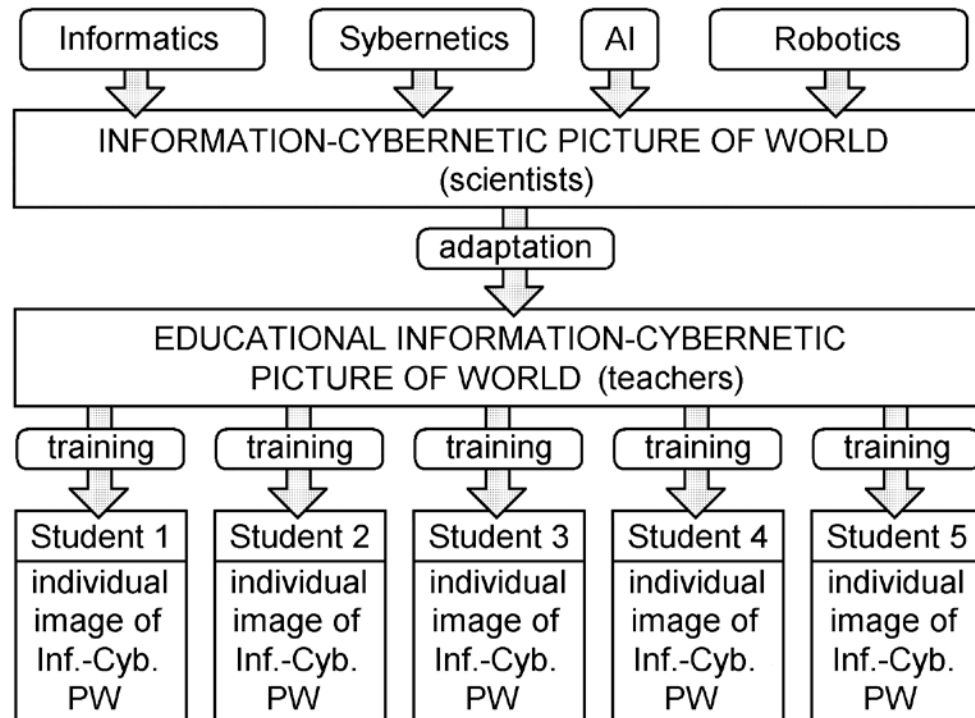 Informatics
Sybernetics
AI
Robotics
INFORMATION-CYBERNETIC PICTURE OF WORLD
(scientists)
adaptation
EDUCATIONAL INFORMATION-CYBERNETIC
PICTURE OF WORLD (teachers)
training
training
training
training
training
Student 1
individual
image of
Inf.-Cyb.
PW
Student 2
individual
image of
Inf.-Cyb.
PW
Student 3
individual
image of
Inf.-Cyb.
PW
Student 4
individual
image of
Inf.-Cyb.
PW
Student 5
individual
image of
Inf.-Cyb.
PW